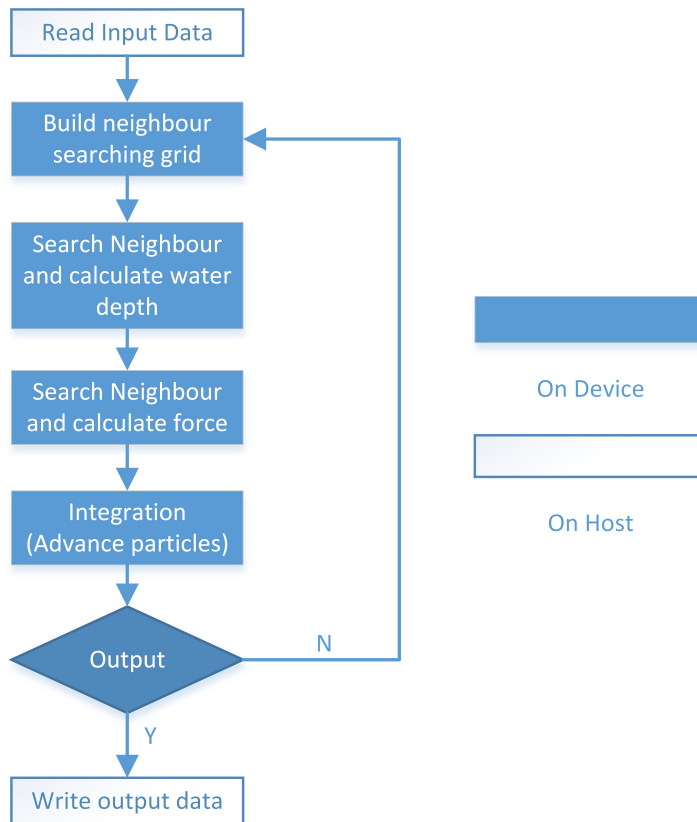 Read Input Data
Build neighbour
searching grid
Search Neighbour
and calculate water
depth
Search Neighbour
and calculate force
Integration
(Advance particles)
Output
N
Y
Write output data
On Device
On Host